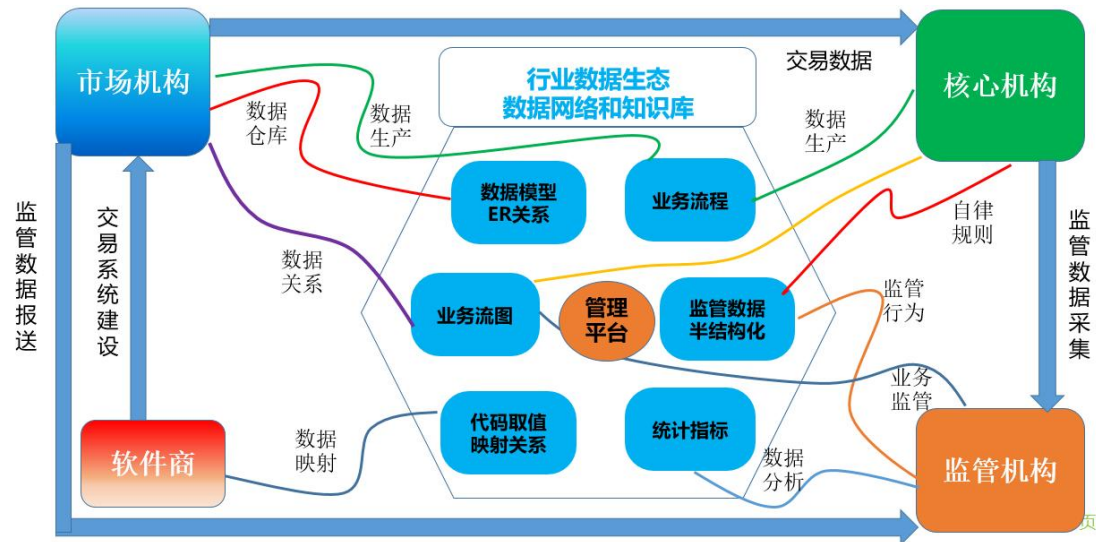 市场机构
交易数据
核心机构
行业数据生态
数据网络和知识库
数据
仓库
数据
生产
数据
生产
数据模型
ER关系
业务流程
自律
规则
监管数据报送
交易系统建设
数据
关系
业务流图
管理
平台
监管数据
半结构化
监管
行为
监管数据采集
业务
监管
软件商
数据
映射
代码取值
映射关系
统计指标
数据
分析
监管机构
页